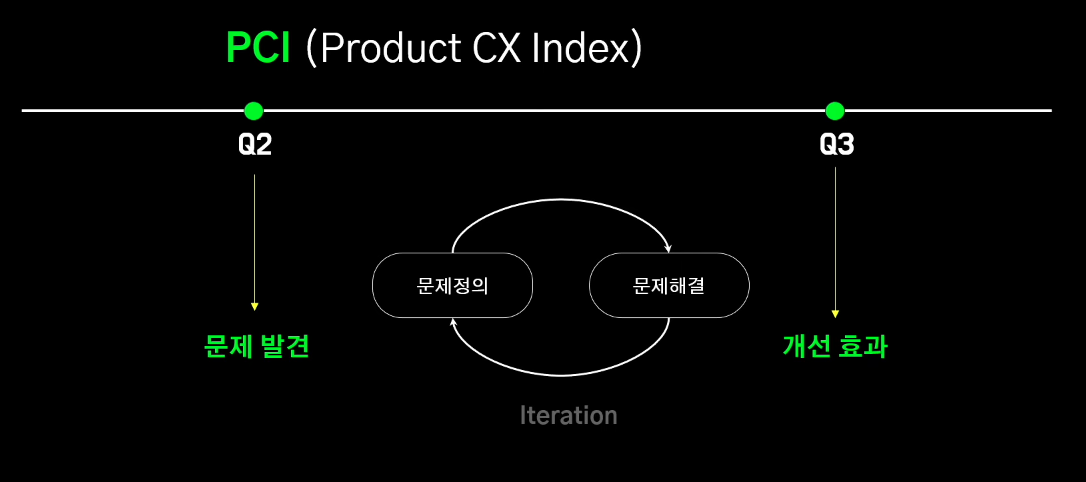 PCI (Product CX Index)
Q2
Q3
문제정의
문제해결
문제 발견
개선 효과
Iteration